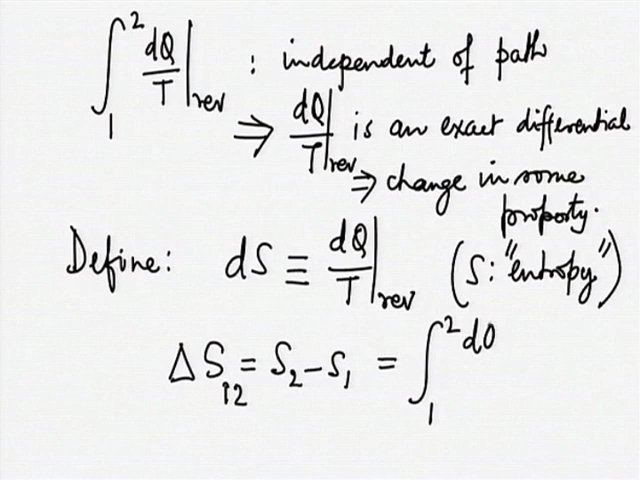 ∫₁² dQ/T|rev : independent of path
⇒ dQ/T|rev is an exact differential
⇒ change in some
property.
Define: dS ≡ dQ/T|rev (S: "entropy")
ΔS₁₂ = S₂ – S₁ = ∫₁² dQ